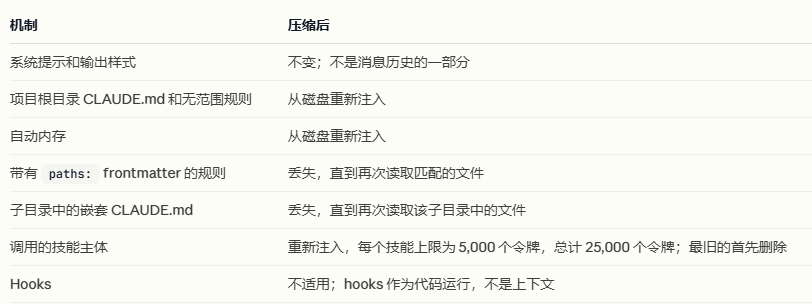 机制 压缩后
系统提示和输出样式 不变；不是消息历史的一部分
项目根目录 CLAUDE.md 和无范围规则 从磁盘重新注入
自动内存 从磁盘重新注入
带有 paths: frontmatter 的规则 丢失，直到再次读取匹配的文件
子目录中的嵌套 CLAUDE.md 丢失，直到再次读取该子目录中的文件
调用的技能主体 重新注入，每个技能上限为 5,000 个令牌，总计 25,000 个令牌；最旧的首先删除
Hooks 不适用；hooks 作为代码运行，不是上下文